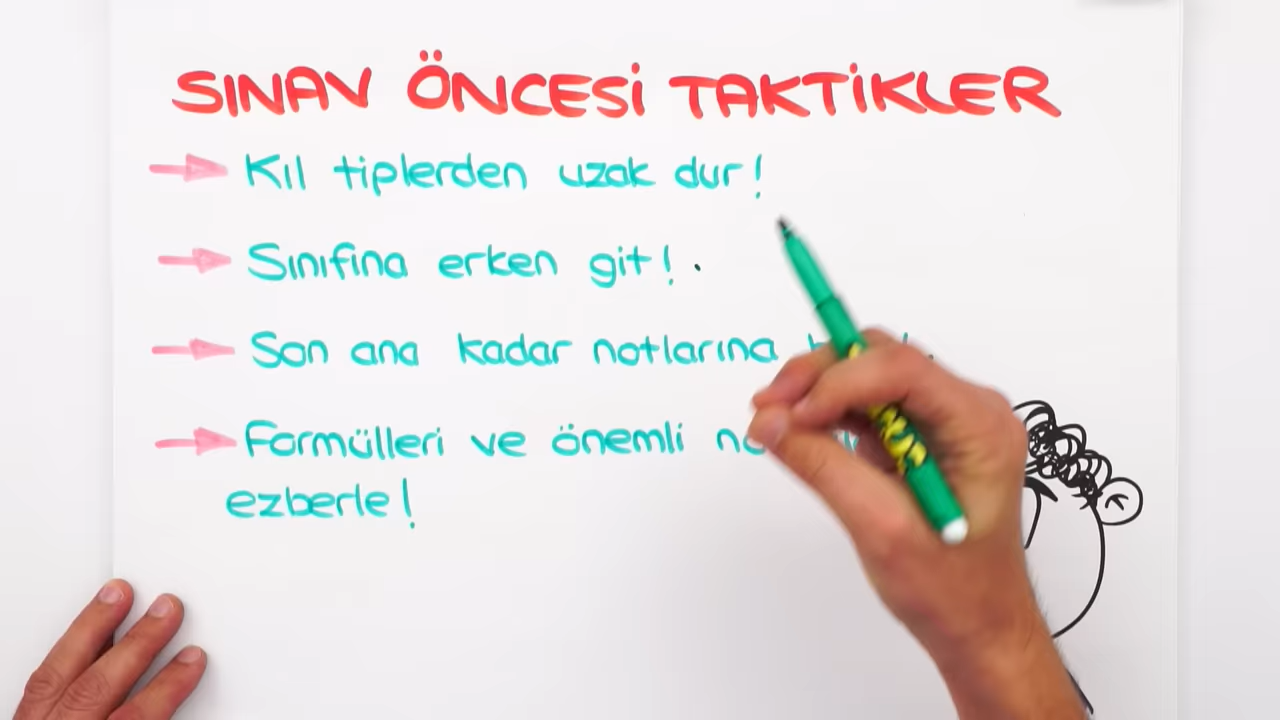 SINAV ÖNCESİ TAKTİKLER
Kıl tiplerden uzak dur!
Sınıfına erken git!
Son ana kadar notlarına
Formülleri ve önemli
ezberle!